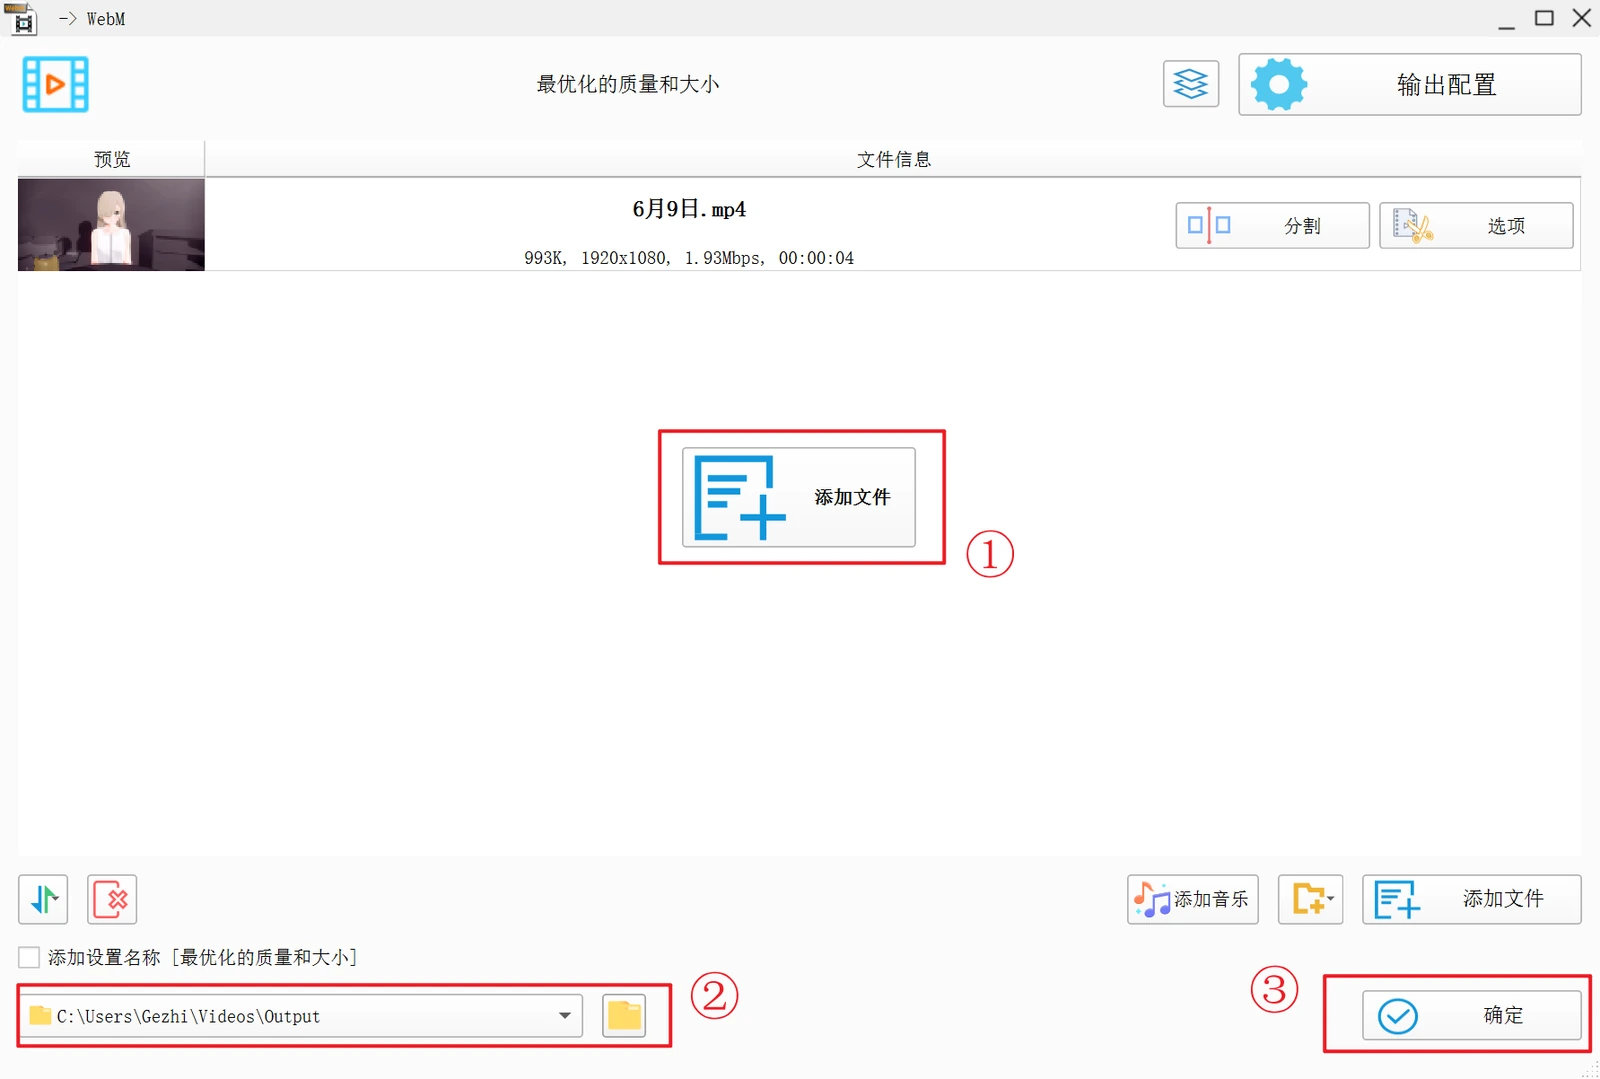 -> WebM
最优化的质量和大小
输出配置
预览
文件信息
6月9日.mp4
993K, 1920x1080, 1.93Mbps, 00:00:04
分割
选项
添加文件
①
添加音乐
添加文件
添加设置名称 [最优化的质量和大小]
C:\Users\Gezhi\Videos\Output
②
③
确定